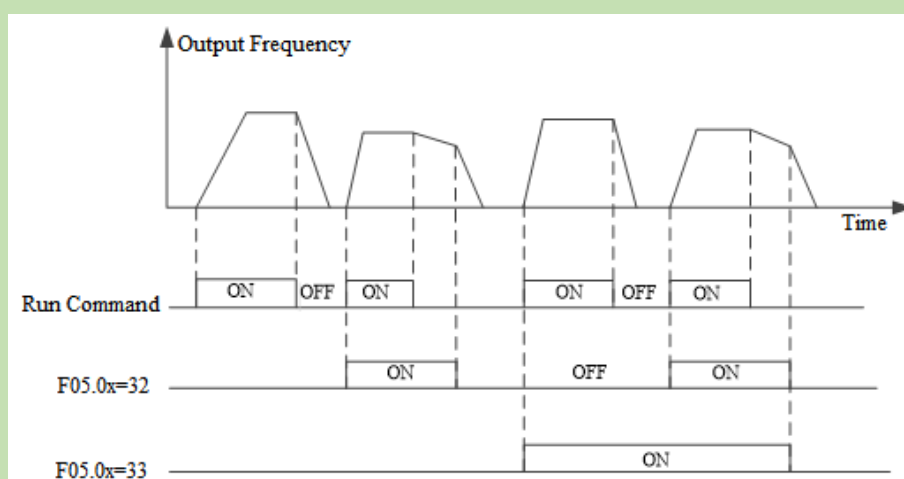 Output Frequency
Time
Run Command ON OFF ON ON OFF ON
F05.0x=32 ON OFF ON
F05.0x=33 ON